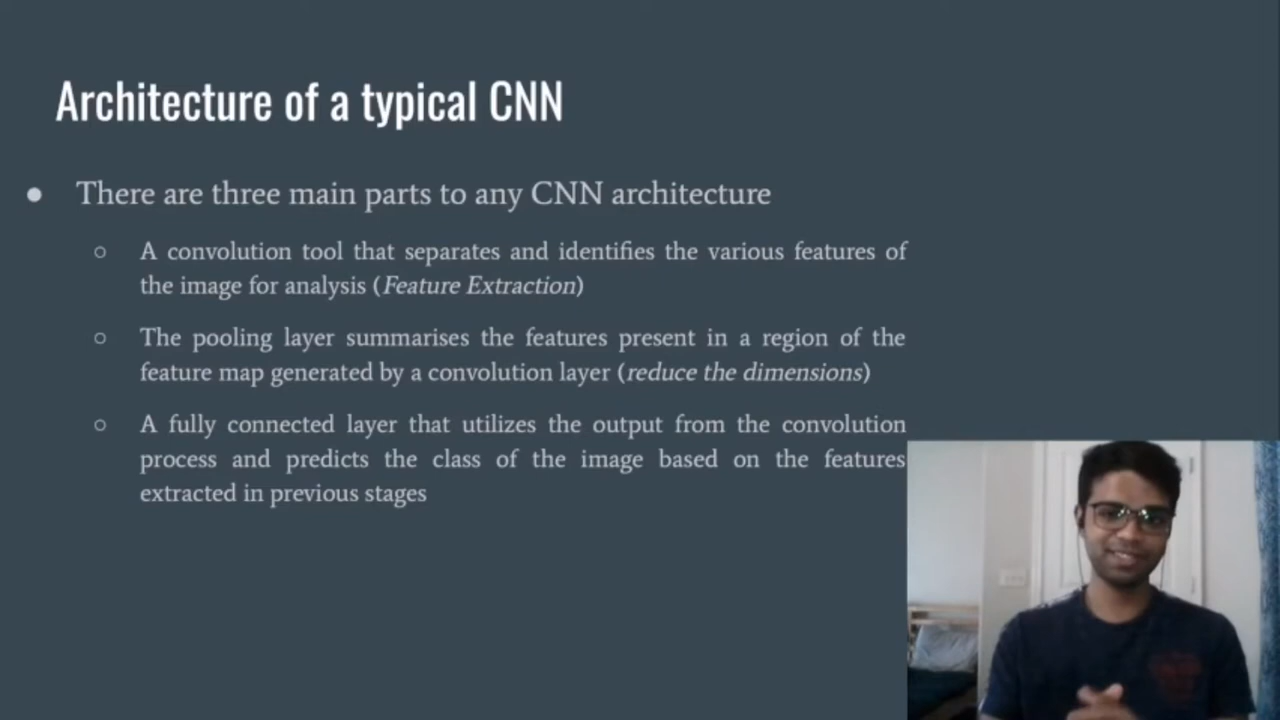 Architecture of a typical CNN
● There are three main parts to any CNN architecture
○ A convolution tool that separates and identifies the various features of
the image for analysis (Feature Extraction)
○ The pooling layer summarises the features present in a region of the
feature map generated by a convolution layer (reduce the dimensions)
○ A fully connected layer that utilizes the output from the convolution
process and predicts the class of the image based on the features
extracted in previous stages